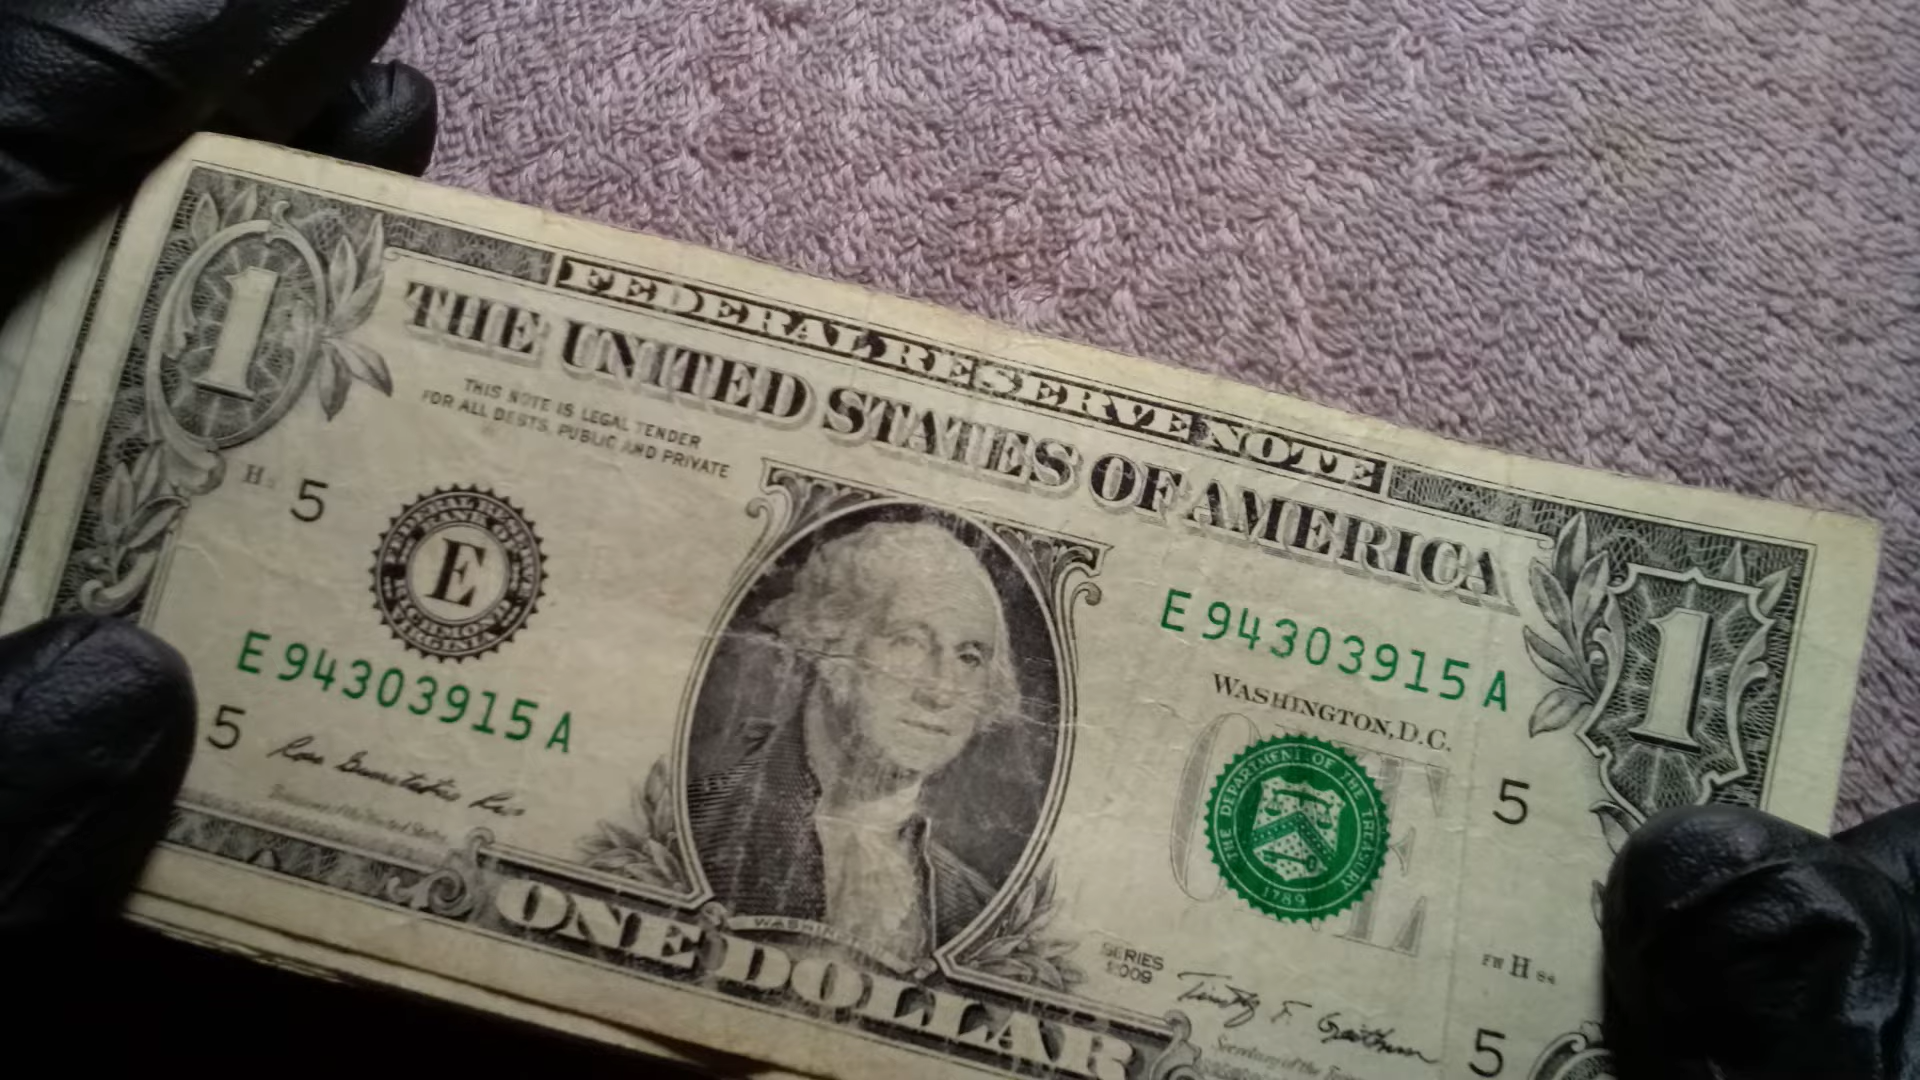 FEDERAL RESERVE NOTE
THE UNITED STATES OF AMERICA
THIS NOTE IS LEGAL TENDER
FOR ALL DEBTS, PUBLIC AND PRIVATE
1
1
H
5
E
E 94303915 A
E 94303915 A
WASHINGTON, D.C.
5
5
THE DEPARTMENT OF THE TREASURY
1789
SERIES
2009
FW H 84
5
ONE DOLLAR